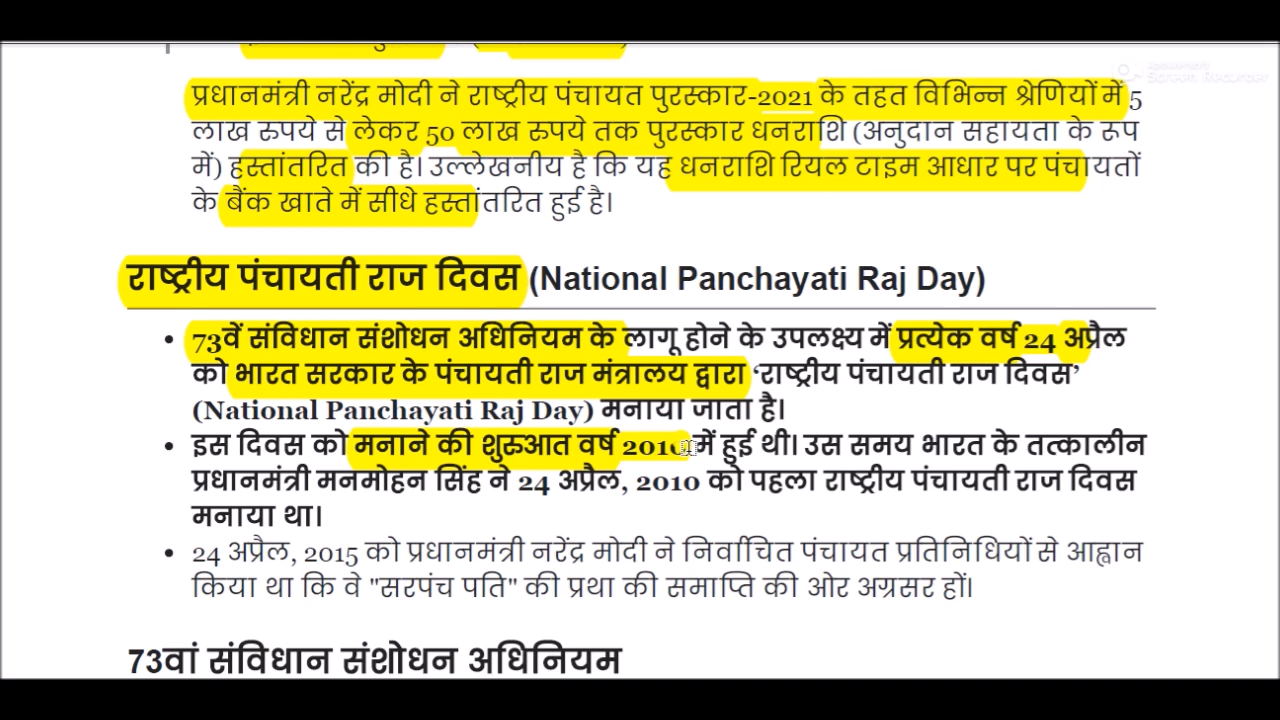 प्रधानमंत्री नरेंद्र मोदी ने राष्ट्रीय पंचायत पुरस्कार-2021 के तहत विभिन्न श्रेणियों में 5
लाख रुपये से लेकर 50 लाख रुपये तक पुरस्कार धनराशि (अनुदान सहायता के रूप
में) हस्तांतरित की है। उल्लेखनीय है कि यह धनराशि रियल टाइम आधार पर पंचायतों
के बैंक खाते में सीधे हस्तांतरित हुई है।
राष्ट्रीय पंचायती राज दिवस (National Panchayati Raj Day)
• 73वें संविधान संशोधन अधिनियम के लागू होने के उपलक्ष्य में प्रत्येक वर्ष 24 अप्रैल
को भारत सरकार के पंचायती राज मंत्रालय द्वारा ‘राष्ट्रीय पंचायती राज दिवस’
(National Panchayati Raj Day) मनाया जाता है।
• इस दिवस को मनाने की शुरुआत वर्ष 2010 में हुई थी। उस समय भारत के तत्कालीन
प्रधानमंत्री मनमोहन सिंह ने 24 अप्रैल, 2010 को पहला राष्ट्रीय पंचायती राज दिवस
मनाया था।
• 24 अप्रैल, 2015 को प्रधानमंत्री नरेंद्र मोदी ने निर्वाचित पंचायत प्रतिनिधियों से आह्वान
किया था कि वे "सरपंच पति" की प्रथा की समाप्ति की ओर अग्रसर हों।
73वां संविधान संशोधन अधिनियम
Screen Recorder